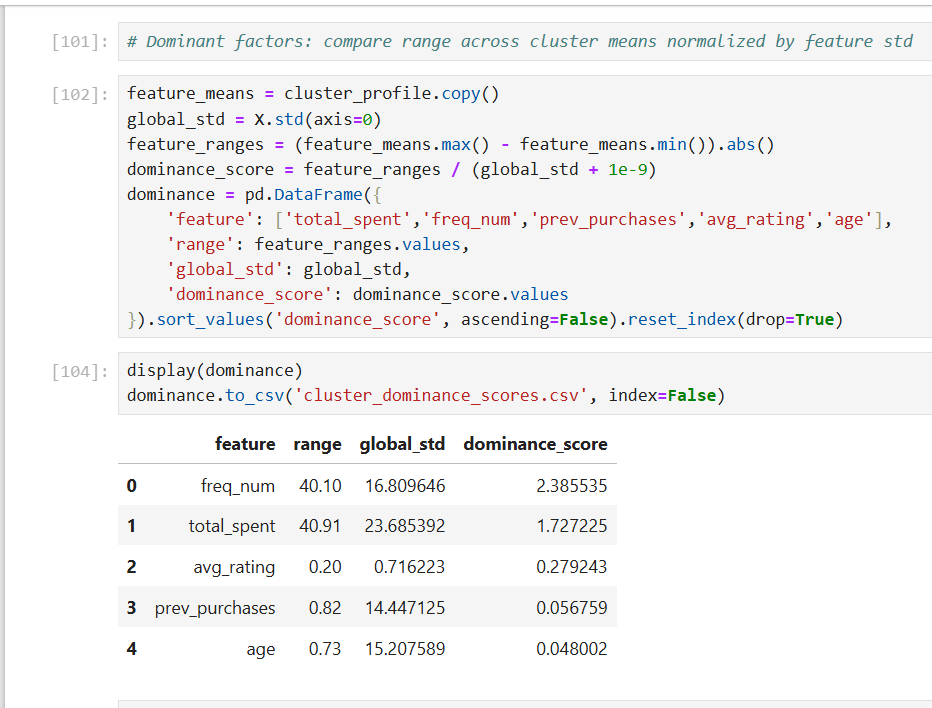 [101]: # Dominant factors: compare range across cluster means normalized by feature std
[102]: feature_means = cluster_profile.copy()
global_std = X.std(axis=0)
feature_ranges = (feature_means.max() - feature_means.min()).abs()
dominance_score = feature_ranges / (global_std + 1e-9)
dominance = pd.DataFrame({
    'feature': ['total_spent','freq_num','prev_purchases','avg_rating','age'],
    'range': feature_ranges.values,
    'global_std': global_std,
    'dominance_score': dominance_score.values
}).sort_values('dominance_score', ascending=False).reset_index(drop=True)
[104]: display(dominance)
dominance.to_csv('cluster_dominance_scores.csv', index=False)
feature range global_std dominance_score
0 freq_num 40.10 16.809646 2.385535
1 total_spent 40.91 23.685392 1.727225
2 avg_rating 0.20 0.716223 0.279243
3 prev_purchases 0.82 14.447125 0.056759
4 age 0.73 15.207589 0.048002